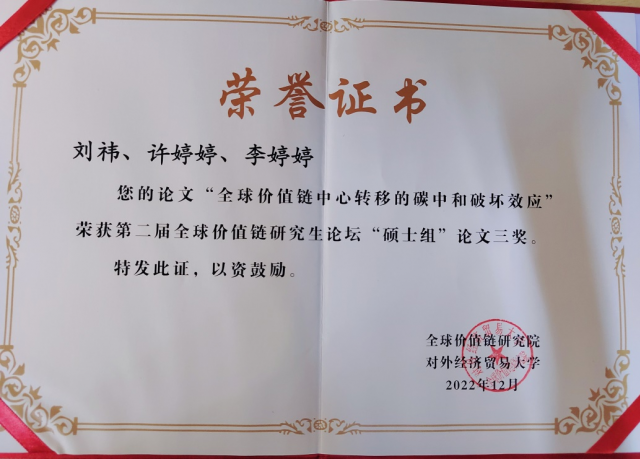 荣誉证书
刘祎、许婷婷、李婷婷
您的论文“全球价值链中心转移的碳中和破坏效应”
荣获第二届全球价值链研究生论坛“硕士组”论文三奖。
特发此证，以资鼓励。
全球价值链研究院
对外经济贸易大学
2022年12月